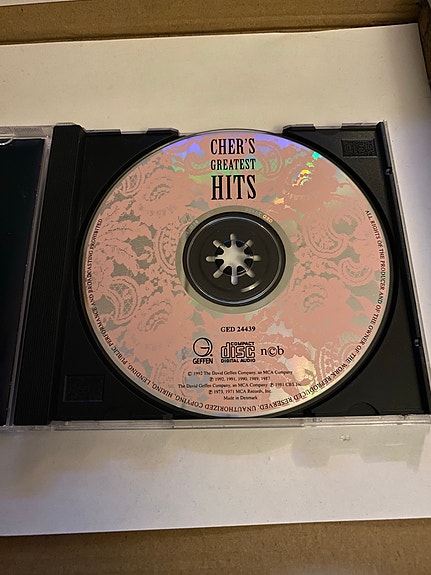 CHER'S
GREATEST
HITS
GED 24439
G
GEFFEN
COMPACT
disc
DIGITAL AUDIO
n©b
© 1992 The David Geffen Company, an MCA Company
℗ 1992, 1991, 1990, 1989, 1987
The David Geffen Company, an MCA Company ℗ 1981 CBS Inc.
℗ 1973, 1971 MCA Records, Inc.
Made in Denmark
ALL RIGHTS OF THE PRODUCER AND OF THE OWNER OF THE WORK REPRODUCED RESERVED. UNAUTHORIZED COPYING, HIRING, LENDING, PUBLIC PERFORMANCE AND BROADCASTING PROHIBITED